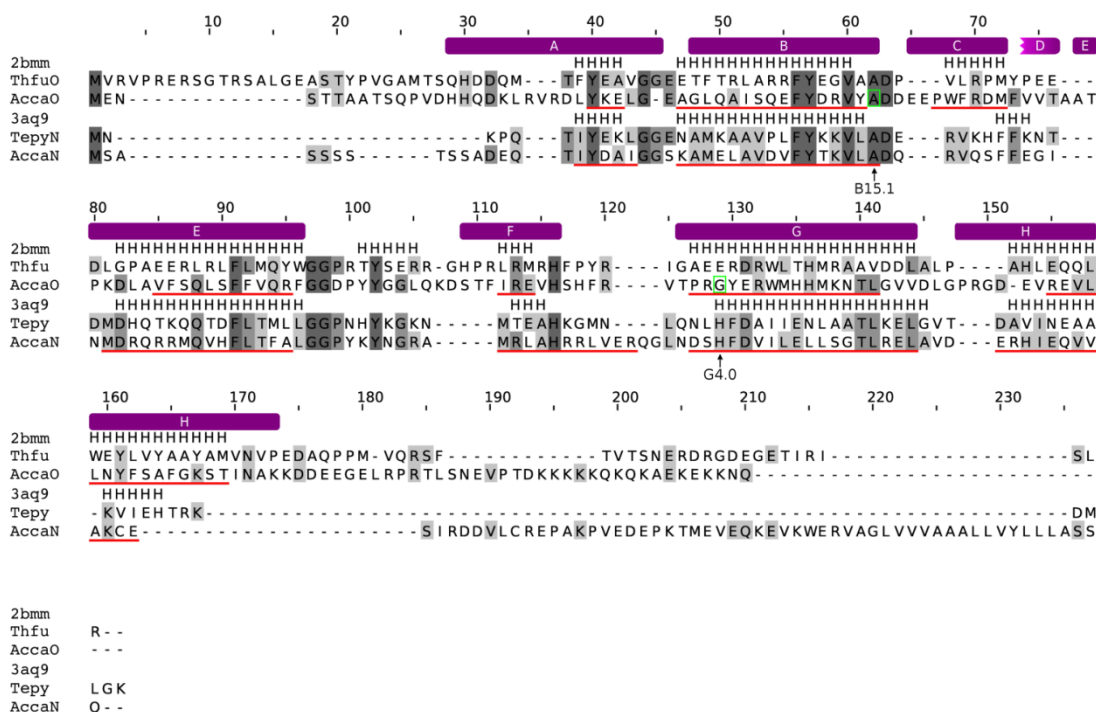 10 20 30 40 50 60 70
A B C D E
2bmm HHHH HHHHHHHHHHHHHH HHHHH
ThfuO MVRVPRERSGTRSALGEASTYPVGAMTSQHDDQM---TFYEAVGGEETFTRLARRFYEGVAADP---VLRPMYPEE---
AccaO MEN--------------STTAATSQPVDHHQDKLRVRDLYKELG-EAGLQAISQEFYDRVYADDEEPWFRDMFVVTAAT
3aq9 HHHH HHHHHHHHHHHHHHH HHH
TepyN MN-----------------------------KPQ---TIYEKLGGENAMKAAVPLFYKKVLADE---RVKHFFKNT---
AccaN MSA--------------SSSS------TSSADEQ---TIYDAIGGSKAMELAVDVFYTKVLADQ---RVQSFFEGI---
B15.1
80 90 100 110 120 130 140 150
E F G H
2bmm HHHHHHHHHHHHHHH HHHHH HHH HHHHHHHHHHHHHHHHHH HHHHHHH
Thfu DLGPAEERLRLFLMQYWGGPRTYSERR-GHPRLRMRHFPYR----IGAEERDRWLTHMRAAVDDLALP----AHLEQQL
AccaO PKDLAVFSQLSFFVQRFGGDPYYGGLQKDSTFIREVHSHFR----VTPRGYERWMHHMKNTLGVVDLGPRGD-EVREVL
3aq9 HHHHHHHHHHHHHHHH HHH HHHHHHHHHHHHHHHHHH HHHHHHHH
Tepy DMDHQTKQQTDFLTMLLGGPNHYKGKN-----MTEAHKGMN----LQNLHFDAIIENLAATLKELGVT---DAVINEAA
AccaN NMDRQRRMQVHFLTFALGGPYKYNGRA-----MRLAHRRLVERQGLNDSHFDVILELLSGTLRELAVD---ERHIEQVV
G4.0
160 170 180 190 200 210 220 230
H
2bmm HHHHHHHHHHH
Thfu WEYLVYAAYAMVNVPEDAQPPM-VQRSF------------TVTSNERDRGDEGETIRI-------------------SL
AccaO LNYFSAFGKSTINAKKDDEEGELRPRTLSNEVPTDKKKKKQKQKAEKEKKNQ---------------------------
3aq9 HHHHH
Tepy -KVIEHTRK--------------------------------------------------------------------DM
AccaN AKCE----------------------SIRDDVLCREPAKPVEDEPKTMEVEQKEVKWERVAGLVVVAAALLVYLLLASS
2bmm
Thfu R--
AccaO ---
3aq9
Tepy LGK
AccaN Q--